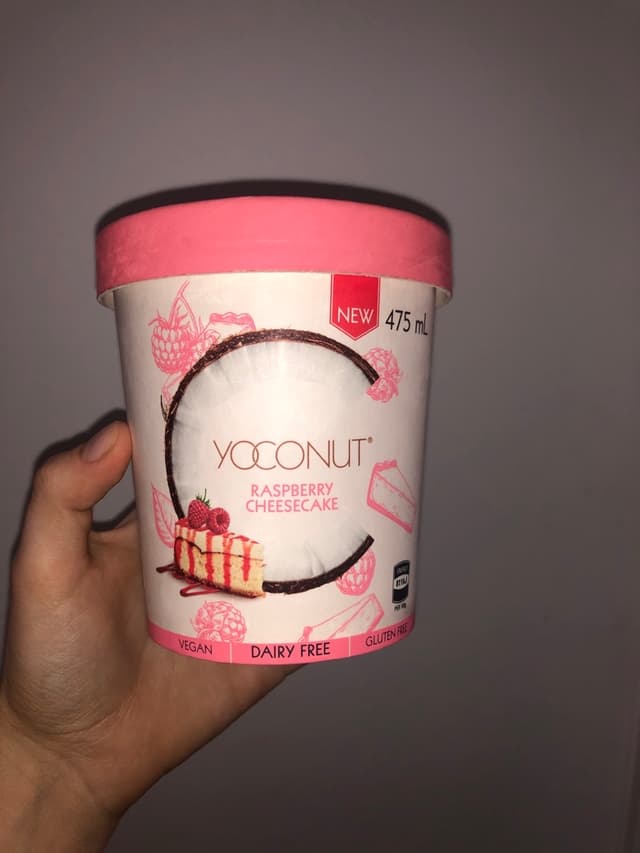 NEW
475 mL
YOCONUT®
RASPBERRY
CHEESECAKE
VEGAN
DAIRY FREE
GLUTEN FREE